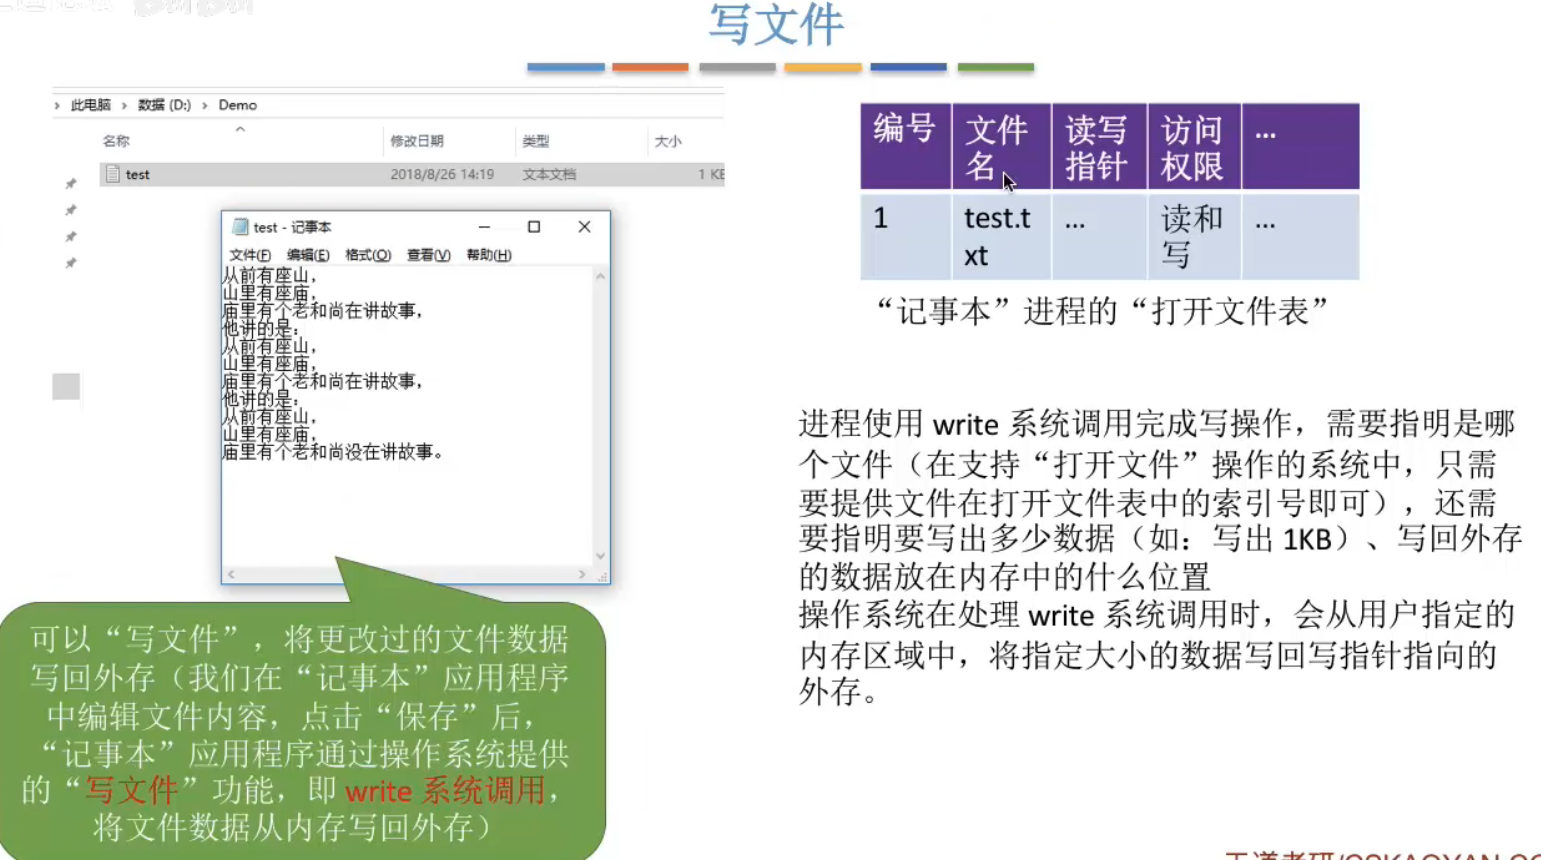 写文件
此电脑 > 数据 (D:) > Demo
名称 修改日期 类型 大小
test 2018/8/26 14:19 文本文档 1 KB
test - 记事本
文件(F) 编辑(E) 格式(O) 查看(V) 帮助(H)
从前有座山，
山里有座庙，
庙里有个老和尚在讲故事，
他讲的是：
从前有座山，
山里有座庙，
庙里有个老和尚在讲故事，
他讲的是：
从前有座山，
山里有座庙，
庙里有个老和尚没在讲故事。
可以“写文件”，将更改过的文件数据
写回外存（我们在“记事本”应用程序
中编辑文件内容，点击“保存”后，
“记事本”应用程序通过操作系统提供
的“写文件”功能，即 write 系统调用，
将文件数据从内存写回外存）
编号 文件 读写 访问 ...
名 指针 权限
1 test.t ... 读和 ...
xt 写
“记事本”进程的“打开文件表”
进程使用 write 系统调用完成写操作，需要指明是哪
个文件（在支持“打开文件”操作的系统中，只需
要提供文件在打开文件表中的索引号即可），还需
要指明要写出多少数据（如：写出 1KB）、写回外存
的数据放在内存中的什么位置
操作系统在处理 write 系统调用时，会从用户指定的
内存区域中，将指定大小的数据写回写指针指向的
外存。